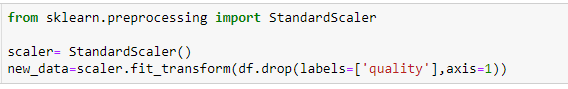 from sklearn.preprocessing import StandardScaler
scaler= StandardScaler()
new_data=scaler.fit_transform(df.drop(labels=['quality'],axis=1))